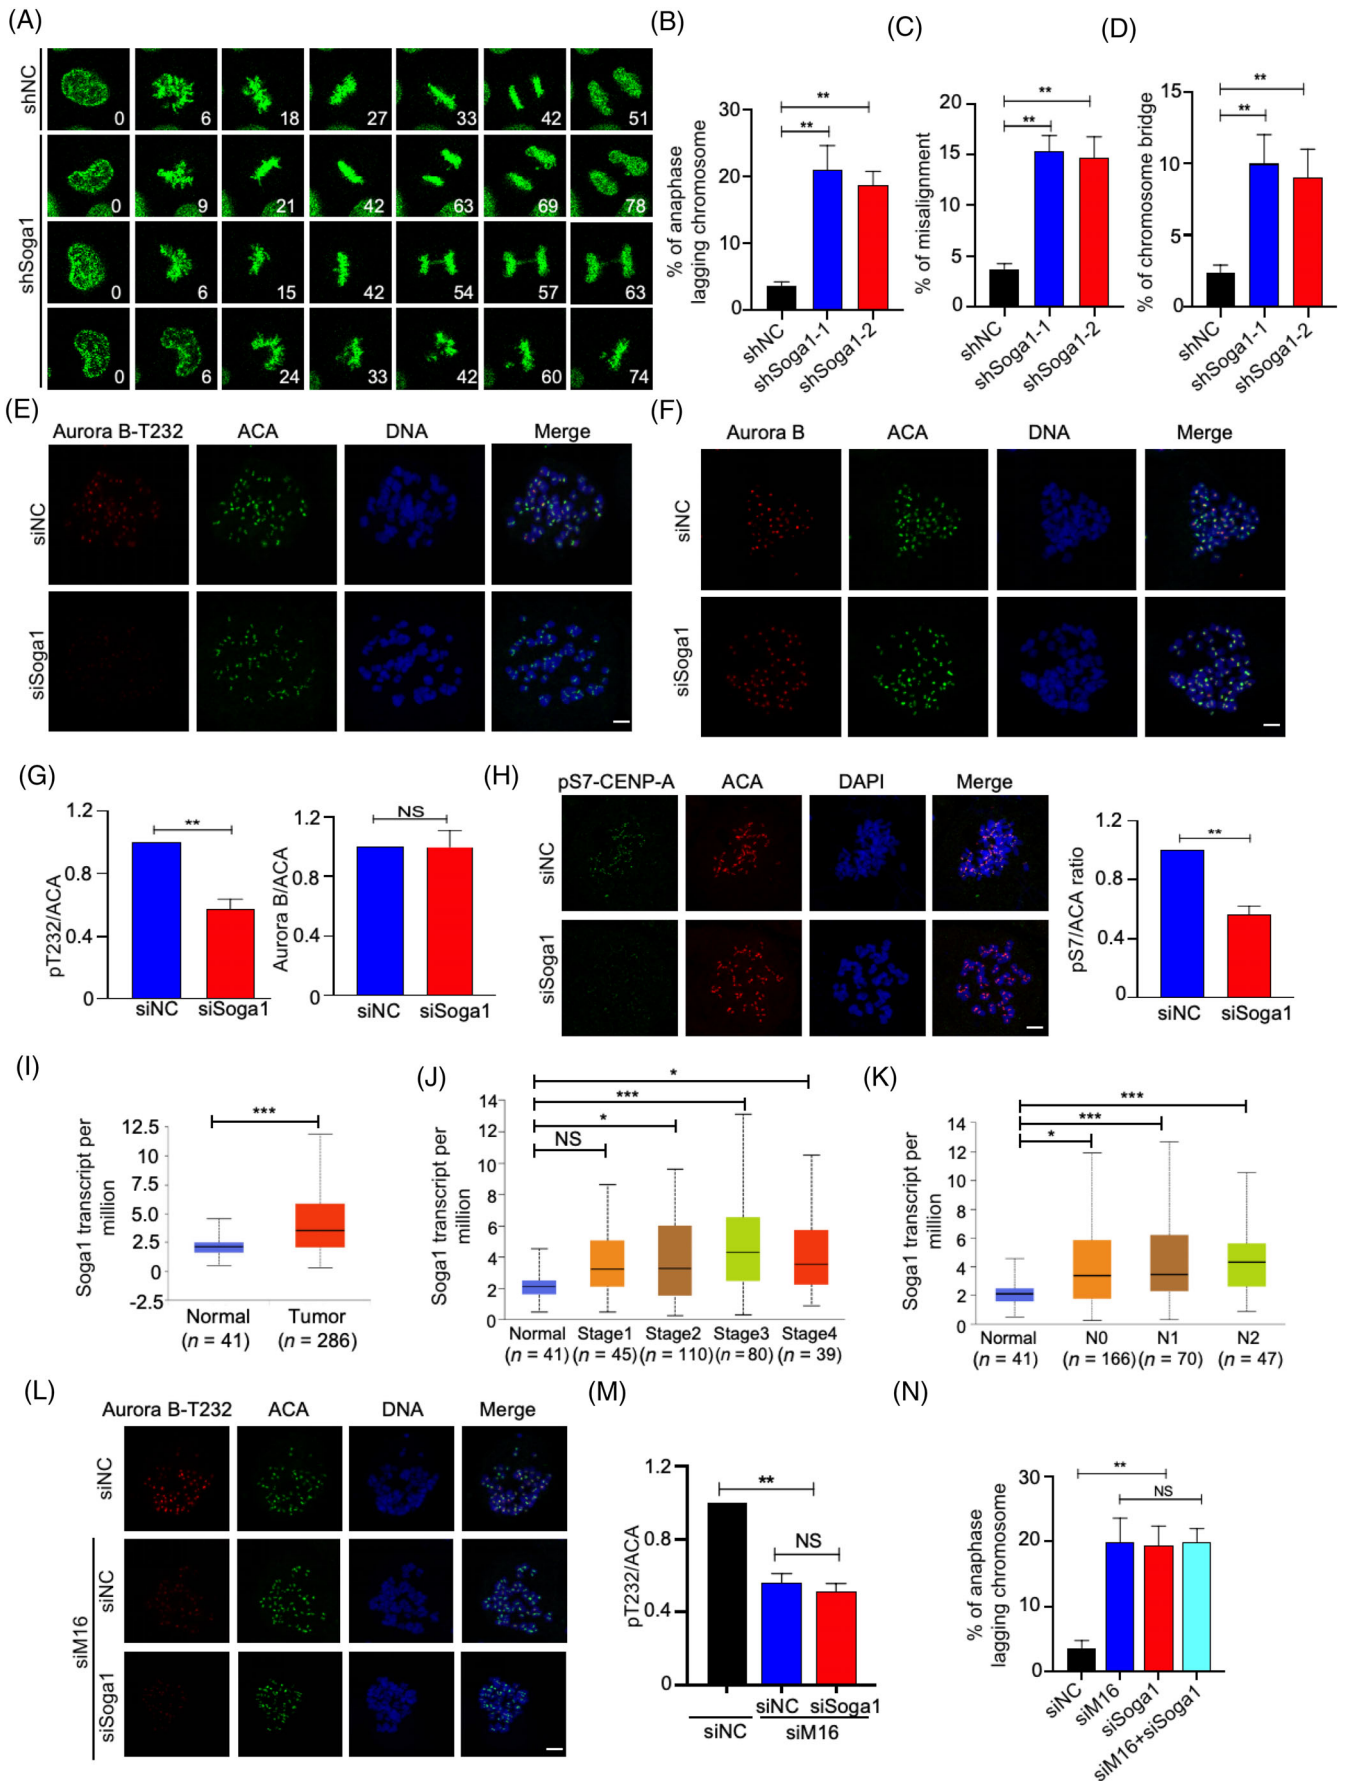 (A)
shNC
0 6 18 27 33 42 51
shSoga1
0 9 21 42 63 69 78
0 6 15 42 54 57 63
0 6 24 33 42 60 74
(B)
% of anaphase
lagging chromosome
30
20
10
0
shNC
shSoga1-1
shSoga1-2
**
**
(C)
% of misalignment
20
15
10
5
0
shNC
shSoga1-1
shSoga1-2
**
**
(D)
% of chromosome bridge
15
10
5
0
shNC
shSoga1-1
shSoga1-2
**
**
(E)
Aurora B-T232 ACA DNA Merge
siNC
siSoga1
(F)
Aurora B ACA DNA Merge
siNC
siSoga1
(G)
pT232/ACA
1.2
0.8
0.4
0
**
siNC siSoga1
Aurora B/ACA
1.2
0.8
0.4
0
NS
siNC siSoga1
(H)
pS7-CENP-A ACA DAPI Merge
siNC
siSoga1
pS7/ACA ratio
1.2
0.8
0.4
0
**
siNC siSoga1
(I)
Soga1 transcript per
million
12.5
10
7.5
5.0
2.5
0
-2.5
***
Normal Tumor
(n = 41) (n = 286)
(J)
Soga1 transcript per
million
14
12
10
8
6
4
2
0
*
***
*
NS
Normal Stage1 Stage2 Stage3 Stage4
(n = 41) (n = 45) (n = 110) (n = 80) (n = 39)
(K)
Soga1 transcript per
million
14
12
10
8
6
4
2
0
***
***
*
Normal N0 N1 N2
(n = 41) (n = 166) (n = 70) (n = 47)
(L)
Aurora B-T232 ACA DNA Merge
siNC
siM16
siNC
siSoga1
(M)
pT232/ACA
1.2
0.8
0.4
0
**
NS
siNC siSoga1
siNC siM16
(N)
% of anaphase
lagging chromosome
30
20
10
0
**
NS
siNC
siM16
siSoga1
siM16+siSoga1